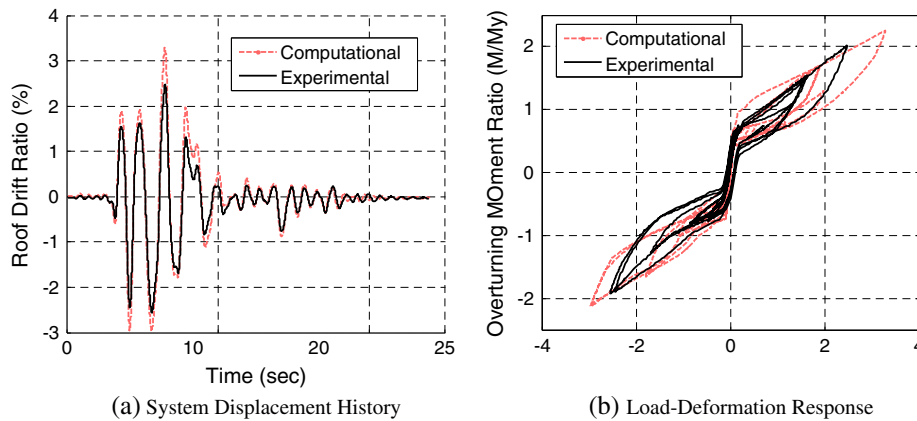 4
3
2
1
0
-1
-2
-3
Roof Drift Ratio (%)
Computational
Experimental
0
5
10
15
20
25
Time (sec)
(a) System Displacement History
2
1
0
-1
-2
Overturning MOment Ratio (M/My)
Computational
Experimental
-4
-2
0
2
4
(b) Load-Deformation Response